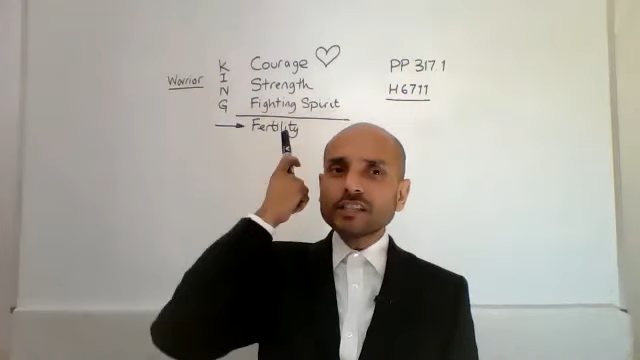 Warrior
K
I
N
G
Courage
Strength
Fighting Spirit
Fertility
PP 317.1
H6711